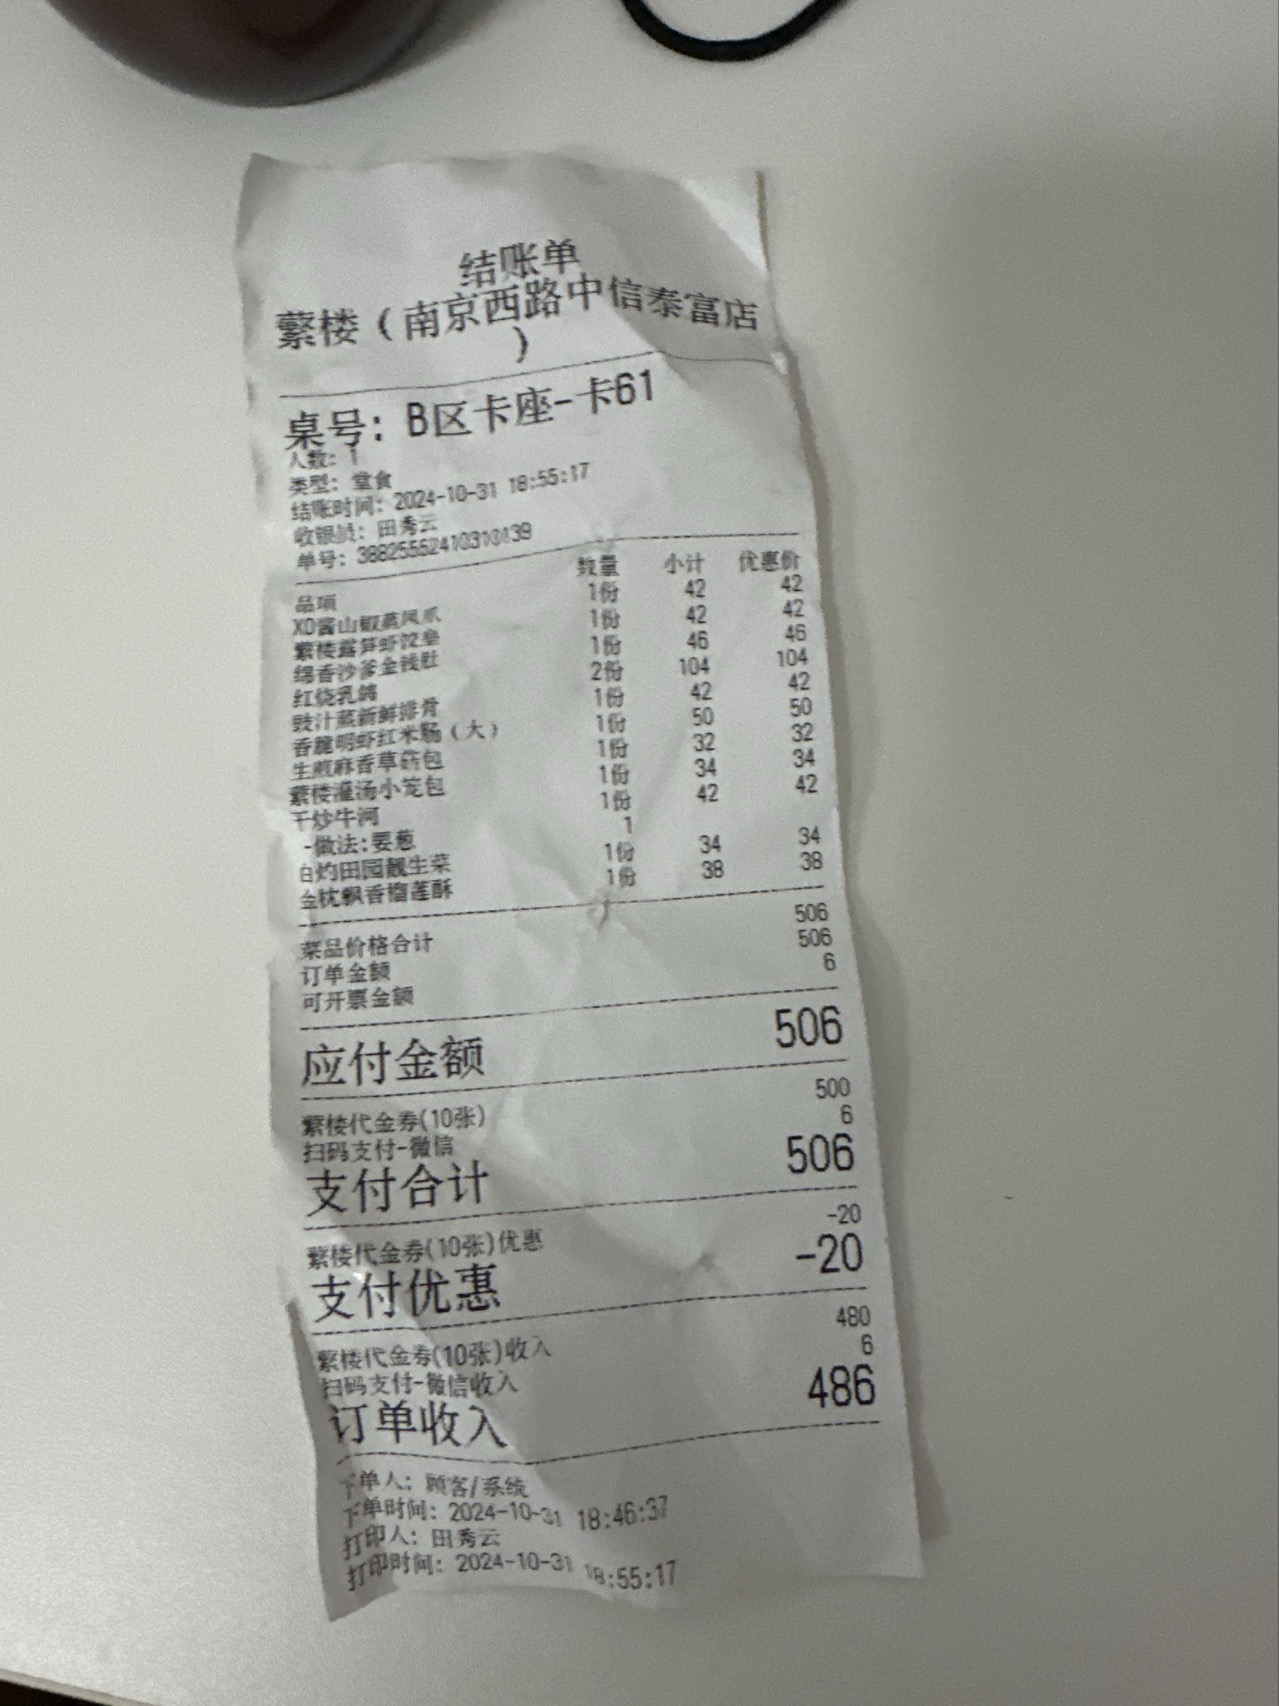 结账单
蘩楼（南京西路中信泰富店
）
桌号：B区卡座-卡61
人数：1
类型：堂食
结账时间：2024-10-31 18:55:17
收银员：田秀云
单号：
品项 数量 小计 优惠价
XO酱山椒蒸凤爪 1份 42 42
蘩楼露笋虾饺皇 1份 42 42
绵香沙爹金钱肚 1份 46 46
红烧乳鸽 2份 104 104
豉汁蒸新鲜排骨 1份 42 42
香脆明虾红米肠（大） 1份 50 50
生煎麻香草菇包 1份 32 32
蘩楼灌汤小笼包 1份 34 34
干炒牛河 1份 42 42
-做法:要葱 1
白灼田园靓生菜 1份 34 34
金枕飘香榴莲酥 1份 38 38
菜品价格合计 506
订单金额 506
可开票金额 6
应付金额 506
蘩楼代金券(10张) 500
扫码支付-微信 6
支付合计 506
蘩楼代金券(10张)优惠 -20
支付优惠 -20
蘩楼代金券(10张)收入 480
扫码支付-微信收入 6
订单收入 486
下单人：顾客/系统
下单时间：2024-10-31 18:46:37
打印人：田秀云
打印时间：2024-10-31 18:55:17